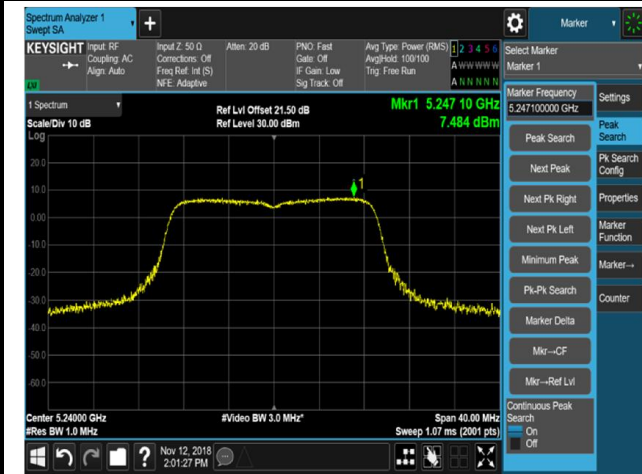 Spectrum Analyzer 1
Swept SA
+
Marker
KEYSIGHT
Input: RF
Coupling: AC
Align: Auto
Input Z: 50 Ω
Corrections: Off
Freq Ref: Int (S)
NFE: Adaptive
Atten: 20 dB
PNO: Fast
Gate: Off
IF Gain: Low
Sig Track: Off
Avg Type: Power (RMS)
Avg|Hold: 100/100
Trig: Free Run
1 2 3 4 5 6
A W W W W W
A N N N N N
Select Marker
Marker 1
1 Spectrum
Scale/Div 10 dB
Log
Ref Lvl Offset 21.50 dB
Ref Level 30.00 dBm
Mkr1 5.247 10 GHz
7.484 dBm
20.0
10.0
0.00
-10.0
-20.0
-30.0
-40.0
-50.0
-60.0
1
Center 5.24000 GHz
#Res BW 1.0 MHz
#Video BW 3.0 MHz*
Span 40.00 MHz
Sweep 1.07 ms (2001 pts)
Marker Frequency
5.247100000 GHz
Peak Search
Next Peak
Next Pk Right
Next Pk Left
Minimum Peak
Pk-Pk Search
Marker Delta
Mkr→CF
Mkr→Ref Lvl
Continuous Peak
Search
On
Off
Settings
Peak
Search
Pk Search
Config
Properties
Marker
Function
Marker→
Counter
?
Nov 12, 2018
2:01:27 PM